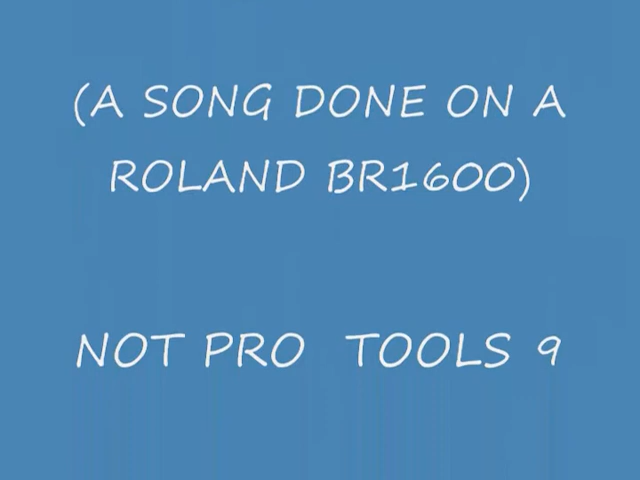 (A SONG DONE ON A
ROLAND BR1600)
NOT PRO  TOOLS 9